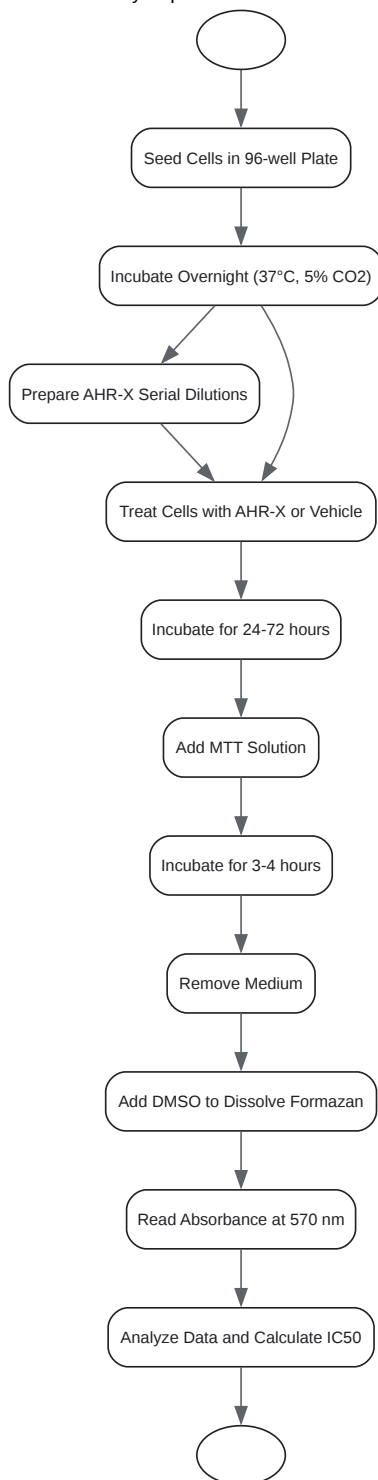 Seed Cells in 96-well Plate
Incubate Overnight (37°C, 5% CO2)
Prepare AHR-X Serial Dilutions
Treat Cells with AHR-X or Vehicle
Incubate for 24-72 hours
Add MTT Solution
Incubate for 3-4 hours
Remove Medium
Add DMSO to Dissolve Formazan
Read Absorbance at 570 nm
Analyze Data and Calculate IC50